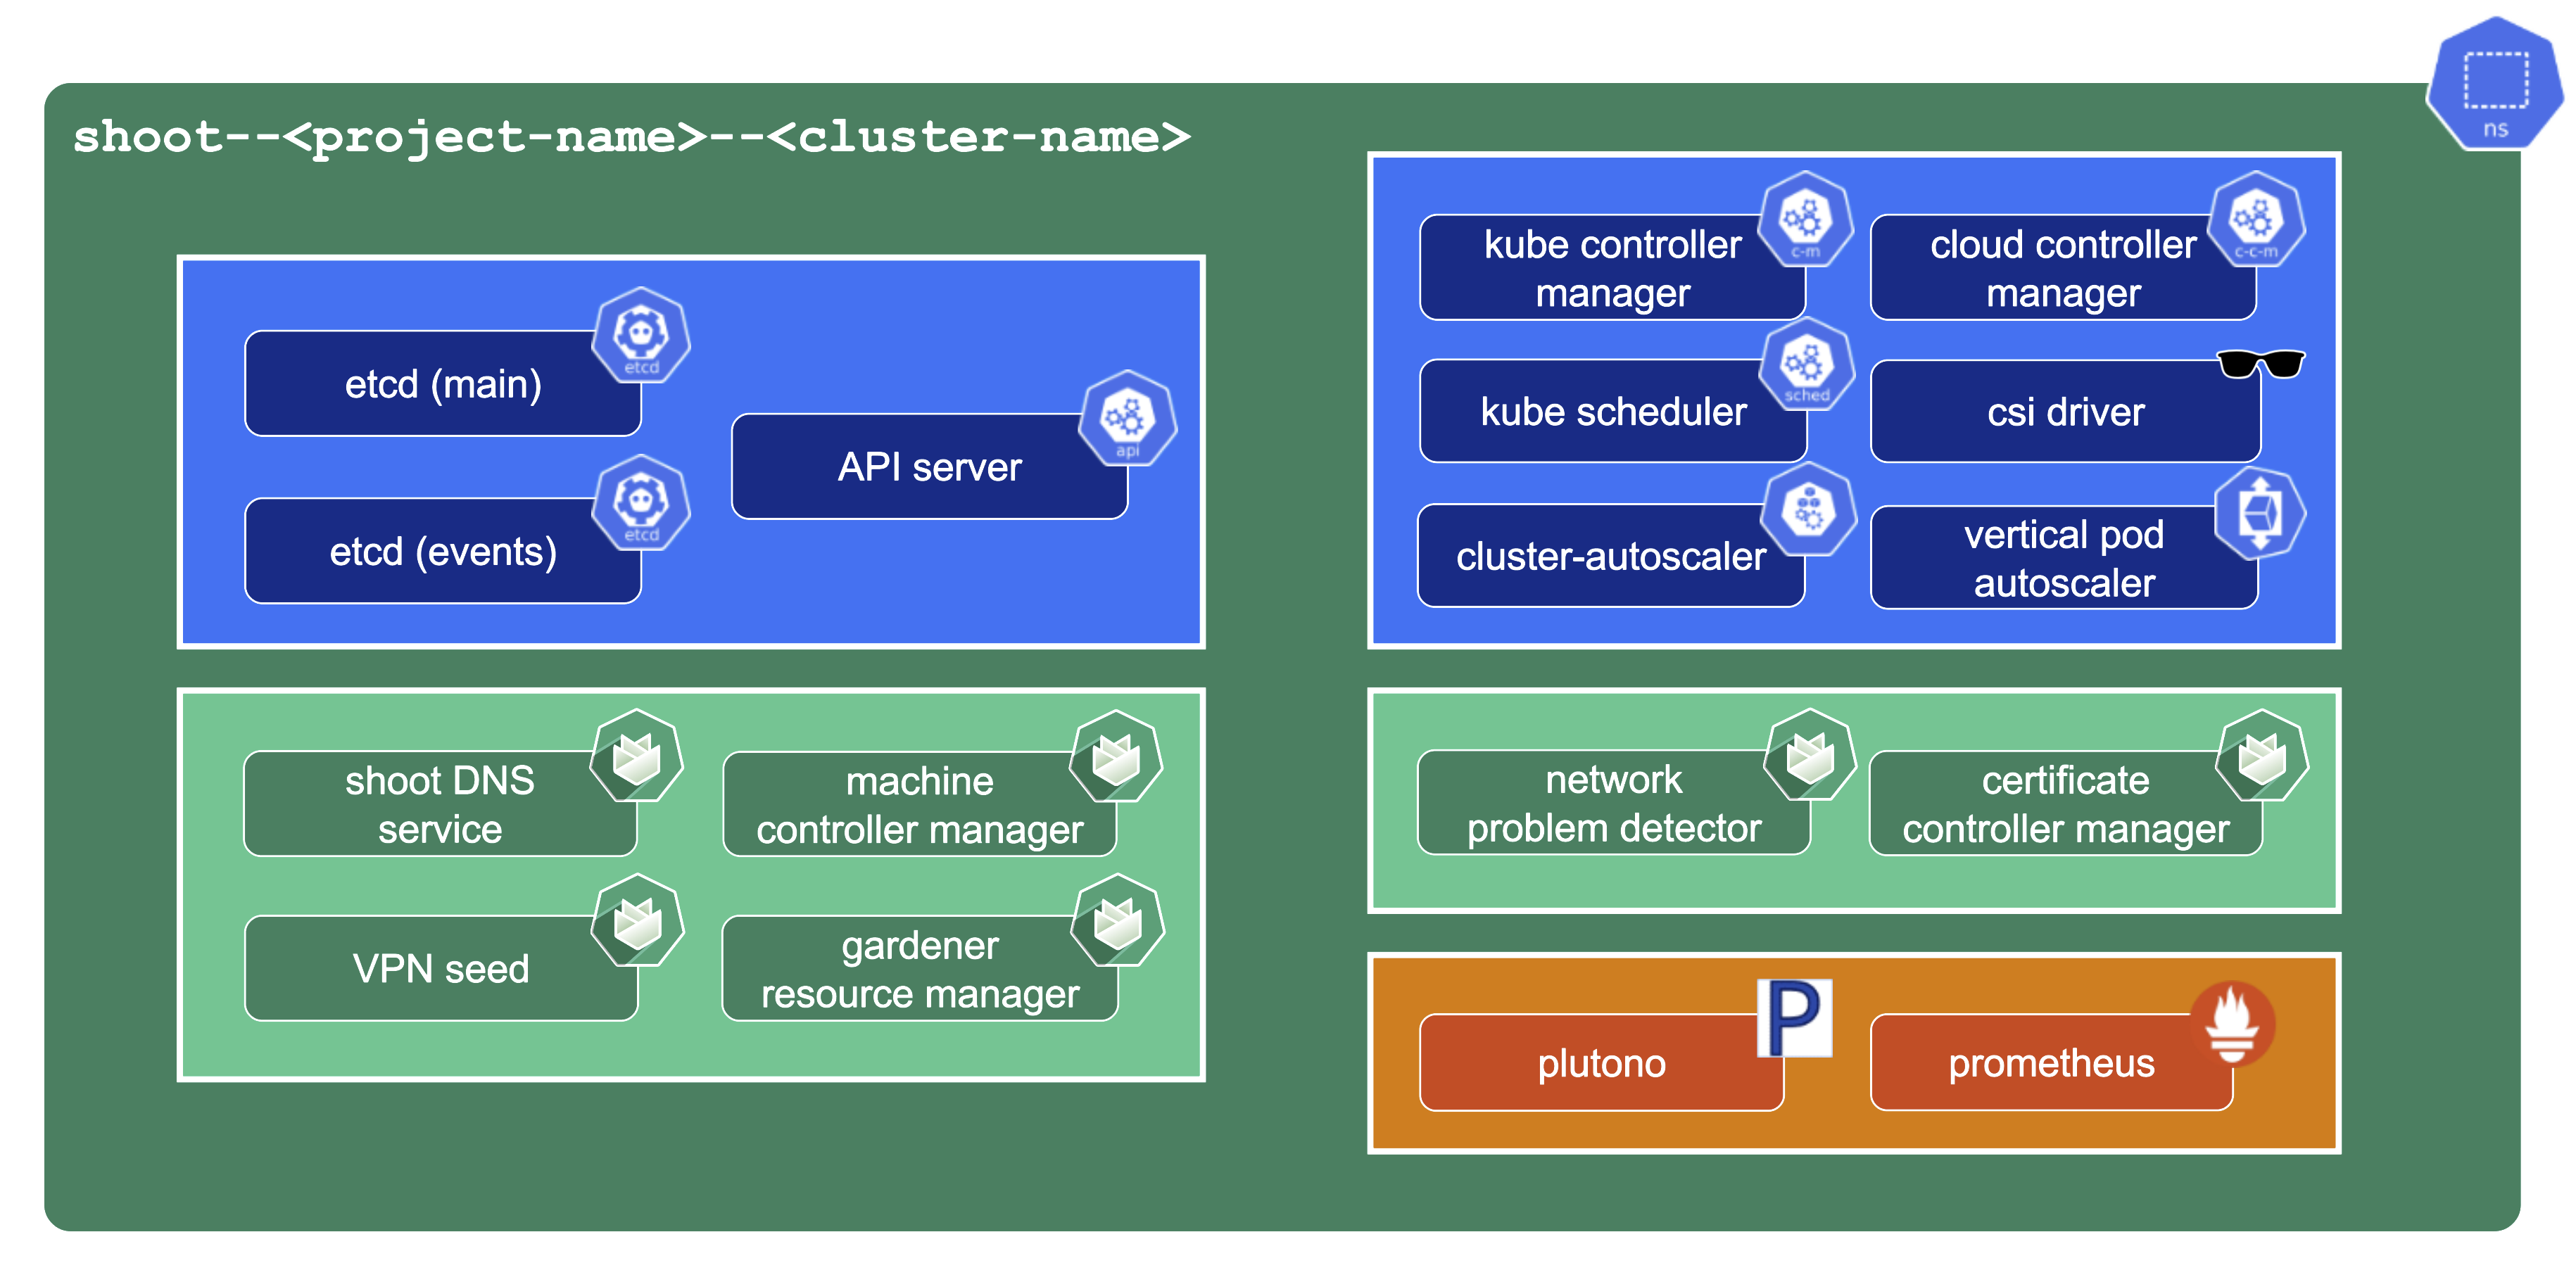 ns
shoot--<project-name>--<cluster-name>
etcd
etcd (main)
api
API server
etcd
etcd (events)
c-m
kube controller
manager
c-c-m
cloud controller
manager
sched
kube scheduler
csi driver
cluster-autoscaler
vertical pod
autoscaler
shoot DNS
service
machine
controller manager
VPN seed
gardener
resource manager
network
problem detector
certificate
controller manager
P
plutono
prometheus